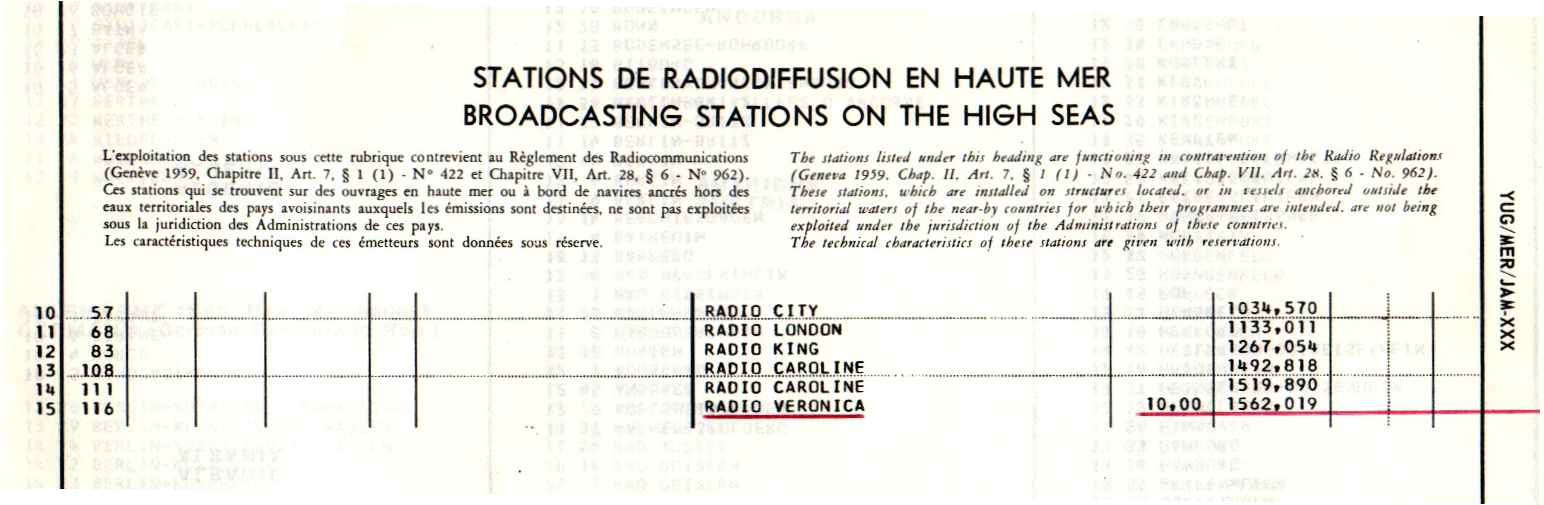 STATIONS DE RADIODIFFUSION EN HAUTE MER
BROADCASTING STATIONS ON THE HIGH SEAS
L'exploitation des stations sous cette rubrique contrevient au Règlement des Radiocommunications
(Genève 1959, Chapitre II, Art. 7, § 1 (1) - N° 422 et Chapitre VII, Art. 28, § 6 - N° 962).
Ces stations qui se trouvent sur des ouvrages en haute mer ou à bord de navires ancrés hors des
eaux territoriales des pays avoisinants auxquels les émissions sont destinées, ne sont pas exploitées
sous la juridiction des Administrations de ces pays.
Les caractéristiques techniques de ces émetteurs sont données sous réserve.
The stations listed under this heading are functioning in contravention of the Radio Regulations
(Geneva 1959, Chap. II, Art. 7, § 1 (1) - No. 422 and Chap. VII, Art. 28, § 6 - No. 962).
These stations, which are installed on structures located, or in vessels anchored outside the
territorial waters of the near-by countries for which their programmes are intended, are not being
exploited under the jurisdiction of the Administrations of these countries.
The technical characteristics of these stations are given with reservations.
YUG/MER/JAM-XXX
10 57 RADIO CITY 1034,570
11 68 RADIO LONDON 1133,011
12 83 RADIO KING 1267,054
13 108 RADIO CAROLINE 1492,818
14 111 RADIO CAROLINE 1519,890
15 116 RADIO VERONICA 10,00 1562,019